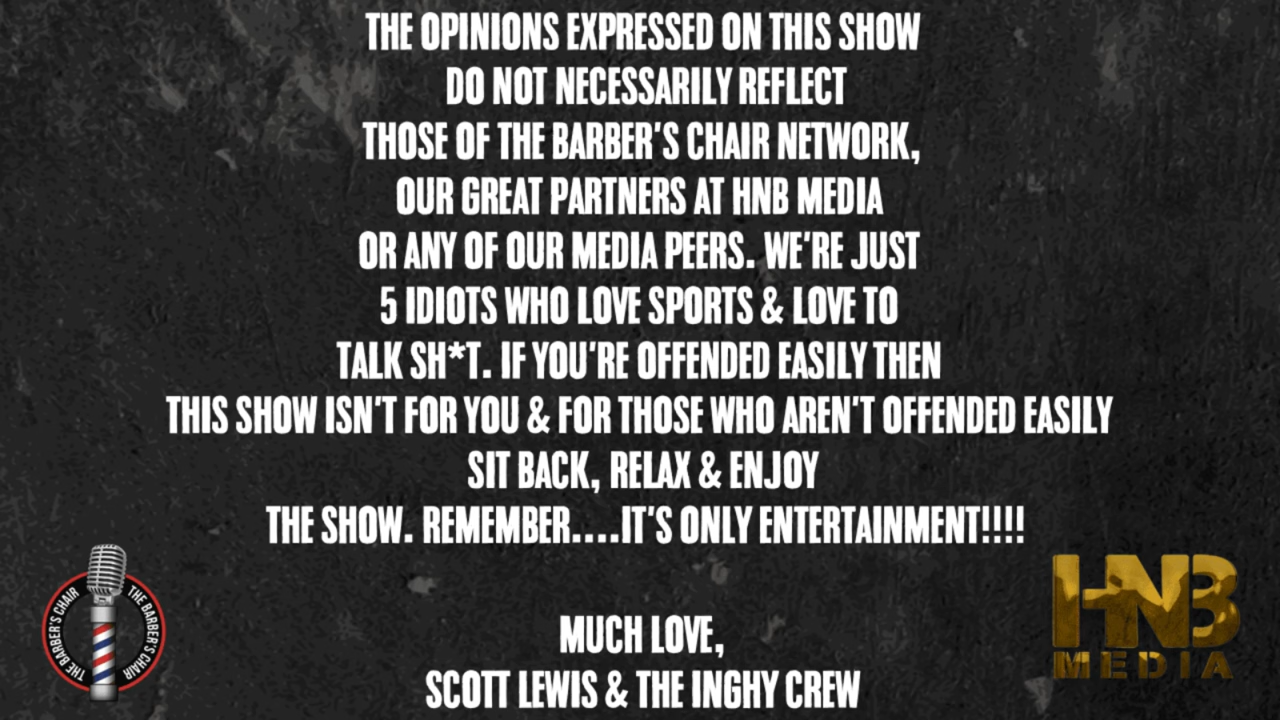 THE OPINIONS EXPRESSED ON THIS SHOW
DO NOT NECESSARILY REFLECT
THOSE OF THE BARBER'S CHAIR NETWORK,
OUR GREAT PARTNERS AT HNB MEDIA
OR ANY OF OUR MEDIA PEERS. WE'RE JUST
5 IDIOTS WHO LOVE SPORTS & LOVE TO
TALK SH*T. IF YOU'RE OFFENDED EASILY THEN
THIS SHOW ISN'T FOR YOU & FOR THOSE WHO AREN'T OFFENDED EASILY
SIT BACK, RELAX & ENJOY
THE SHOW. REMEMBER....IT'S ONLY ENTERTAINMENT!!!!
MUCH LOVE,
SCOTT LEWIS & THE INGHY CREW
THE BARBER'S CHAIR
THE BARBER'S CHAIR
HNB
MEDIA